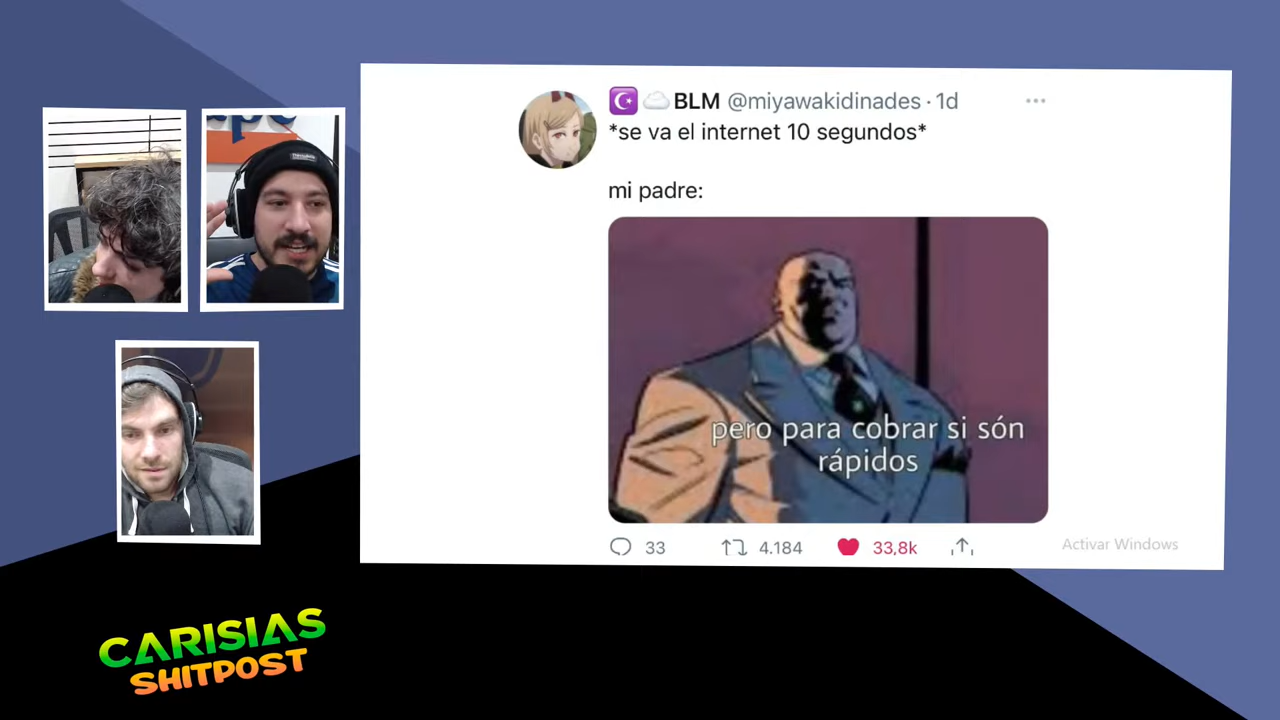 BLM @miyawakidinades · 1d
*se va el internet 10 segundos*
mi padre:
pero para cobrar si són
rápidos
33 4.184 33,8k
Activar Windows
CARISIAS
SHITPOST